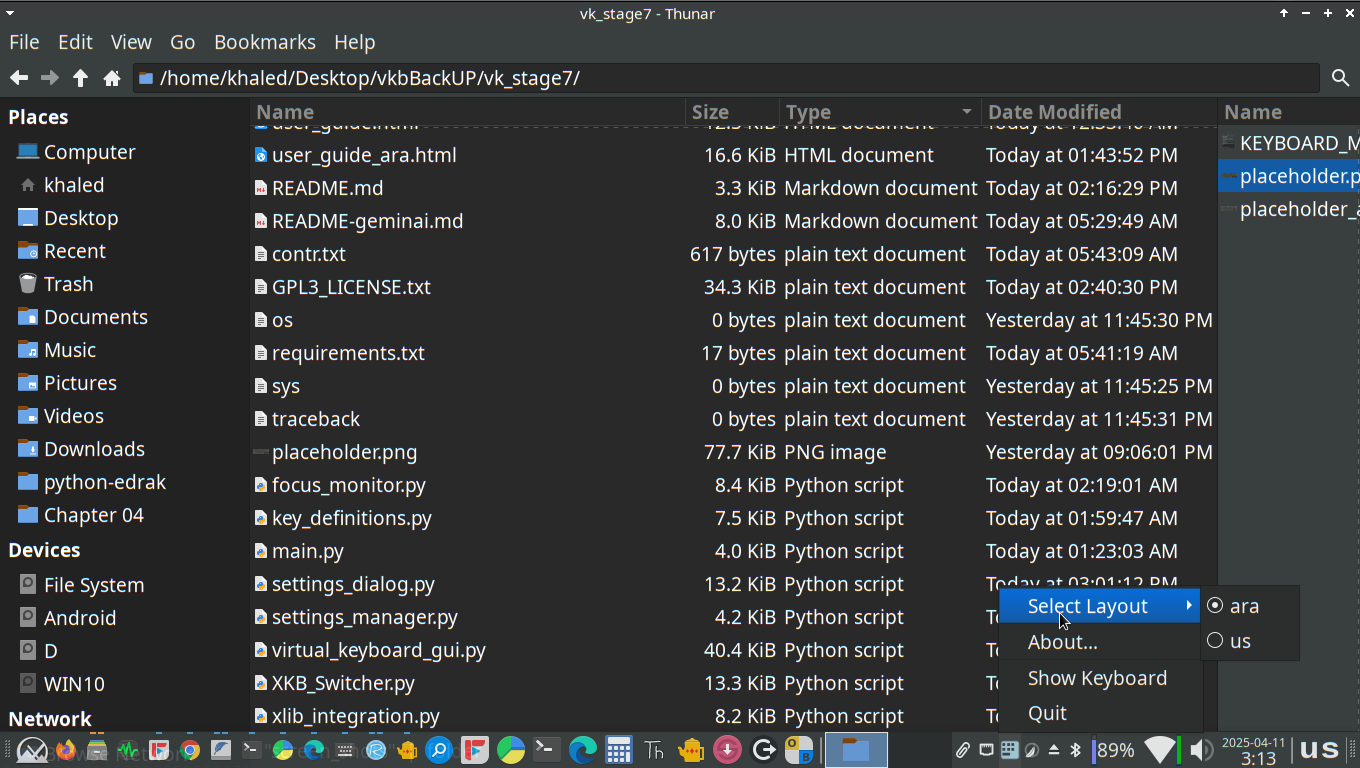 vk_stage7 - Thunar
File Edit View Go Bookmarks Help
/home/khaled/Desktop/vkbBackUP/vk_stage7/
Places
Computer
khaled
Desktop
Recent
Trash
Documents
Music
Pictures
Videos
Downloads
python-edrak
Chapter 04
Devices
File System
Android
D
WIN10
Network
Browse Network
Name Size Type Date Modified
user_guide.html HTML document
user_guide_ara.html 16.6 KiB HTML document Today at 01:43:52 PM
README.md 3.3 KiB Markdown document Today at 02:16:29 PM
README-geminai.md 8.0 KiB Markdown document Today at 05:29:49 AM
contr.txt 617 bytes plain text document Today at 05:43:09 AM
GPL3_LICENSE.txt 34.3 KiB plain text document Today at 02:40:30 PM
os 0 bytes plain text document Yesterday at 11:45:30 PM
requirements.txt 17 bytes plain text document Today at 05:41:19 AM
sys 0 bytes plain text document Yesterday at 11:45:25 PM
traceback 0 bytes plain text document Yesterday at 11:45:31 PM
placeholder.png 77.7 KiB PNG image Yesterday at 09:06:01 PM
focus_monitor.py 8.4 KiB Python script Today at 02:19:01 AM
key_definitions.py 7.5 KiB Python script Today at 01:59:47 AM
main.py 4.0 KiB Python script Today at 01:23:03 AM
settings_dialog.py 13.2 KiB Python script Today at 03:01:12 PM
settings_manager.py 4.2 KiB Python script
virtual_keyboard_gui.py 40.4 KiB Python script
XKB_Switcher.py 13.3 KiB Python script
xlib_integration.py 8.2 KiB Python script
Name
KEYBOARD_M
placeholder.p
placeholder_a
Select Layout
About...
Show Keyboard
Quit
ara
us
89%
2025-04-11
3:13
us